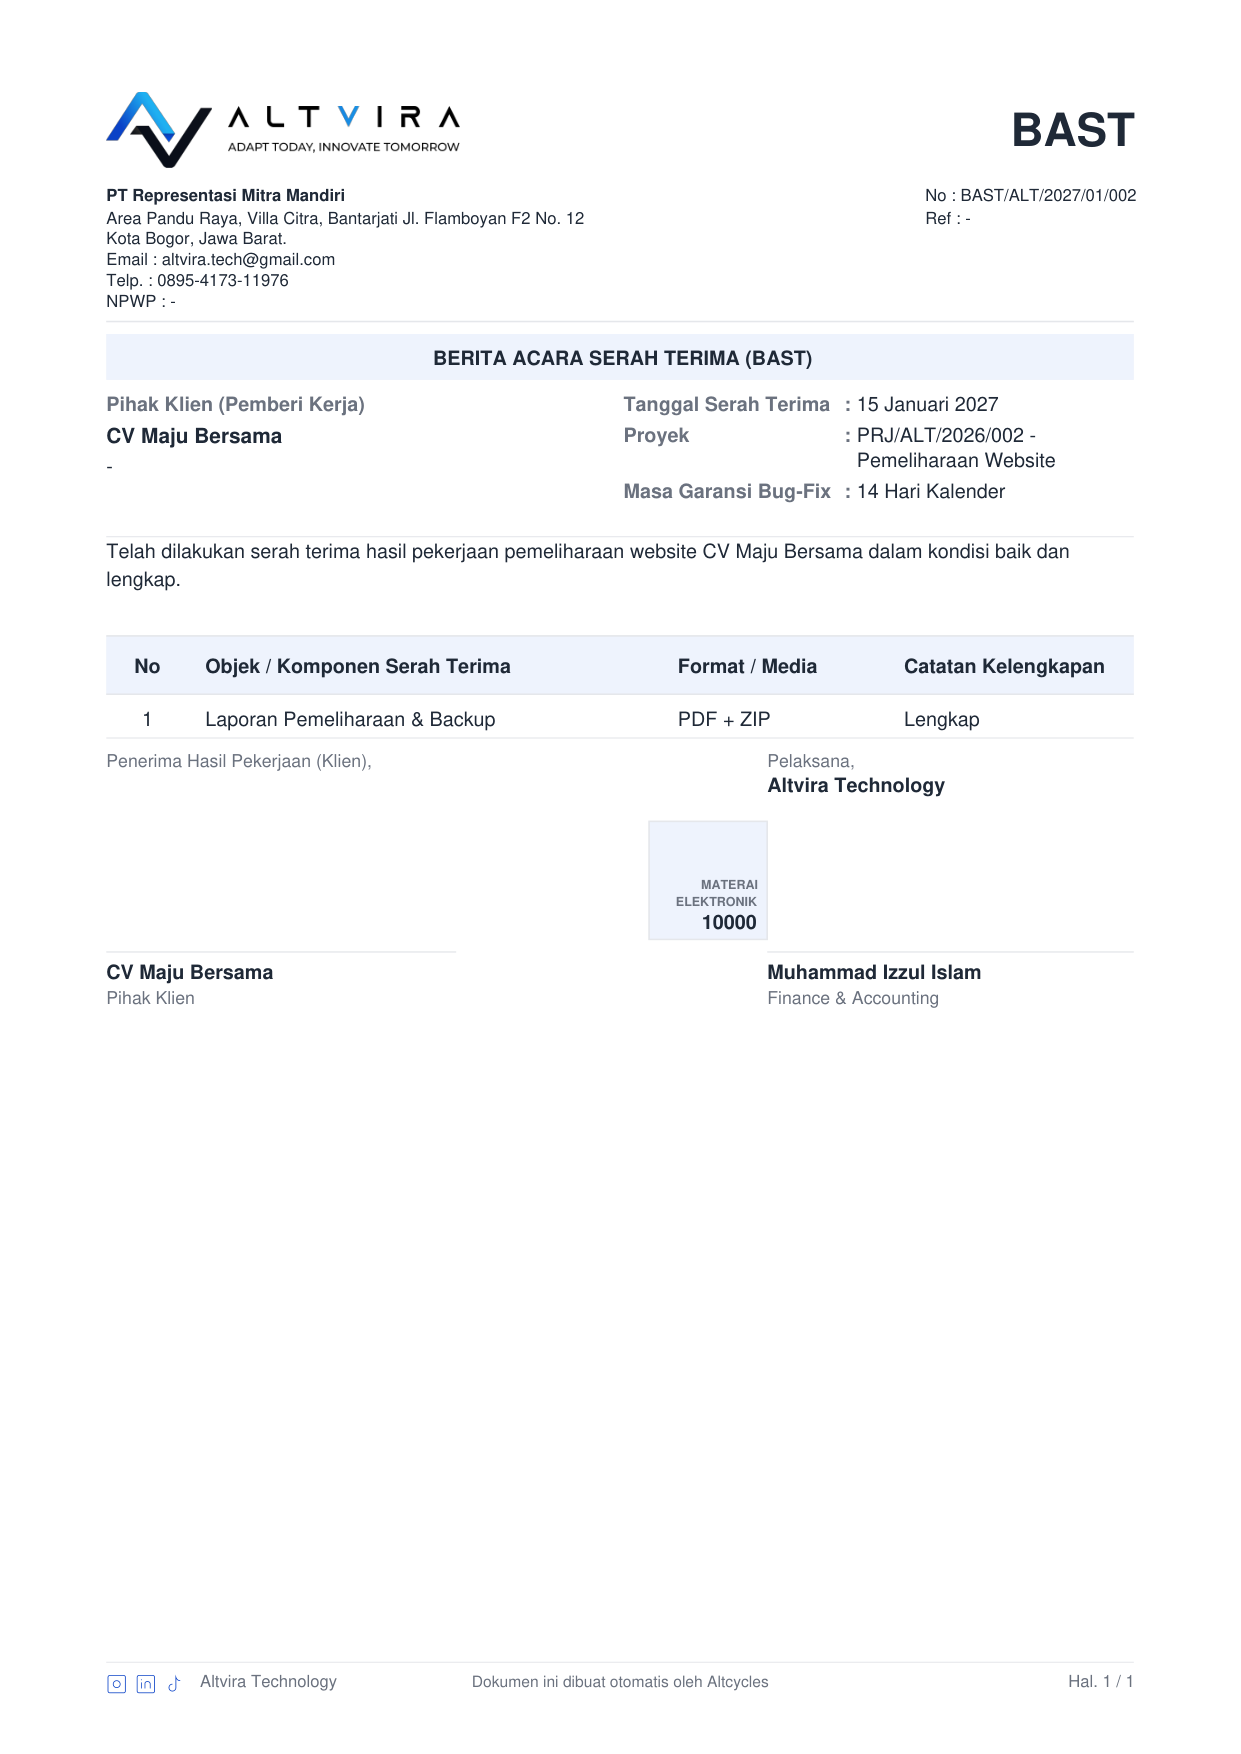 ALTVIRA
ADAPT TODAY, INNOVATE TOMORROW
BAST
PT Representasi Mitra Mandiri
Area Pandu Raya, Villa Citra, Bantarjati Jl. Flamboyan F2 No. 12
Kota Bogor, Jawa Barat.
Email : altvira.tech@gmail.com
Telp. : 0895-4173-11976
NPWP : -
No : BAST/ALT/2027/01/002
Ref : -
BERITA ACARA SERAH TERIMA (BAST)
Pihak Klien (Pemberi Kerja)
CV Maju Bersama
-
Tanggal Serah Terima : 15 Januari 2027
Proyek : PRJ/ALT/2026/002 -
Pemeliharaan Website
Masa Garansi Bug-Fix : 14 Hari Kalender
Telah dilakukan serah terima hasil pekerjaan pemeliharaan website CV Maju Bersama dalam kondisi baik dan
lengkap.
No Objek / Komponen Serah Terima Format / Media Catatan Kelengkapan
1 Laporan Pemeliharaan & Backup PDF + ZIP Lengkap
Penerima Hasil Pekerjaan (Klien),
Pelaksana,
Altvira Technology
MATERAI
ELEKTRONIK
10000
CV Maju Bersama
Pihak Klien
Muhammad Izzul Islam
Finance & Accounting
Altvira Technology
Dokumen ini dibuat otomatis oleh Altcycles
Hal. 1 / 1